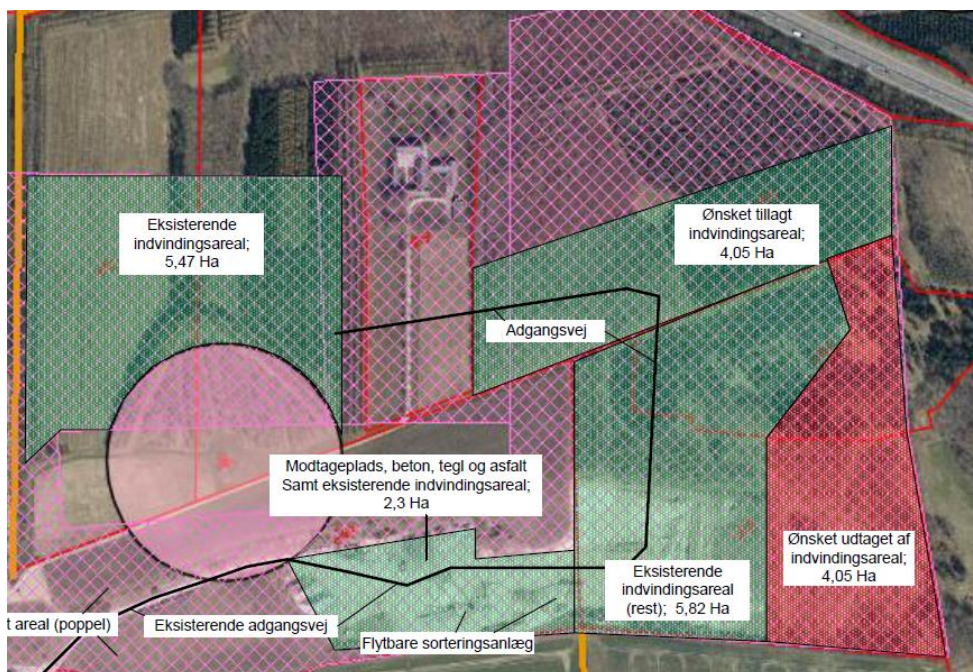 Eksisterende
indvindingsareal;
5,47 Ha
Ønsket tillagt
indvindingsareal;
4,05 Ha
Adgangsvej
Modtageplads, beton, tegl og asfalt
Samt eksisterende indvindingsareal;
2,3 Ha
Ønsket udtaget af
indvindingsareal;
4,05 Ha
Eksisterende
indvindingsareal
(rest); 5,82 Ha
t areal (poppel)
Eksisterende adgangsvej
Flytbare sorteringsanlæg